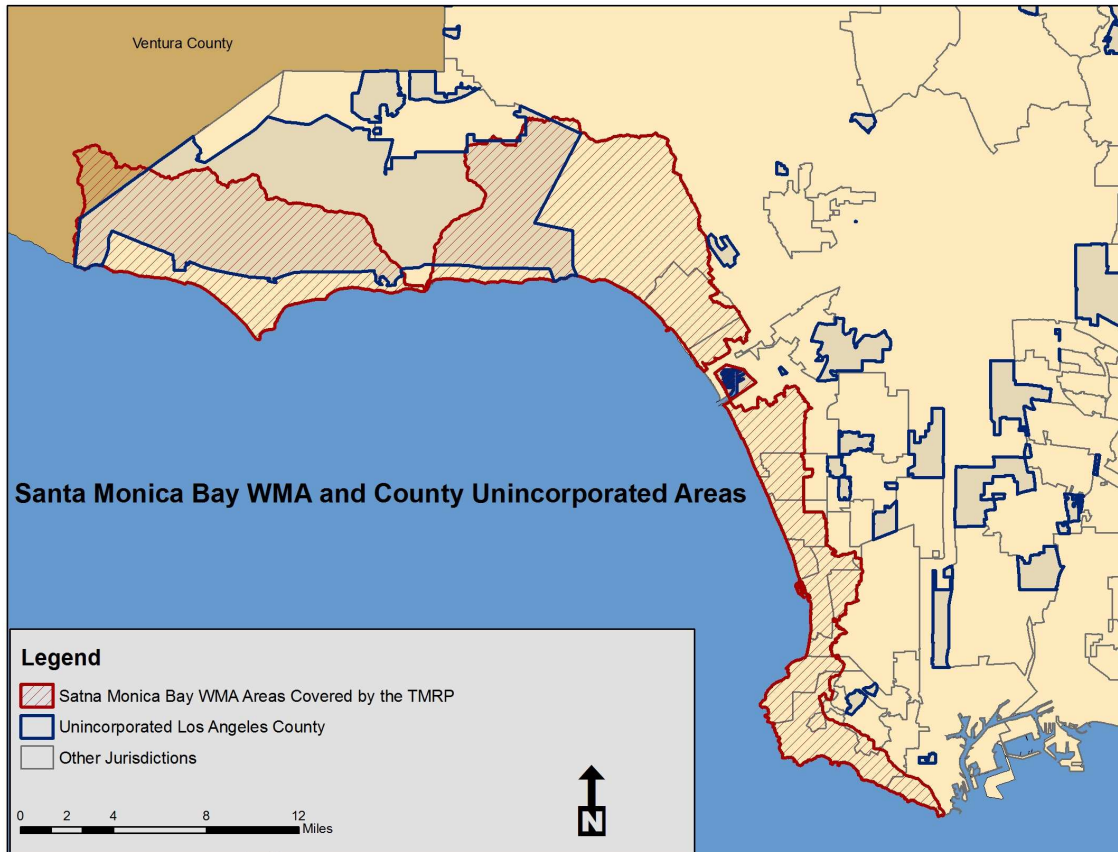 Ventura County
Santa Monica Bay WMA and County Unincorporated Areas
Legend
Satna Monica Bay WMA Areas Covered by the TMRP
Unincorporated Los Angeles County
Other Jurisdictions
0 2 4 8 12
Miles
N